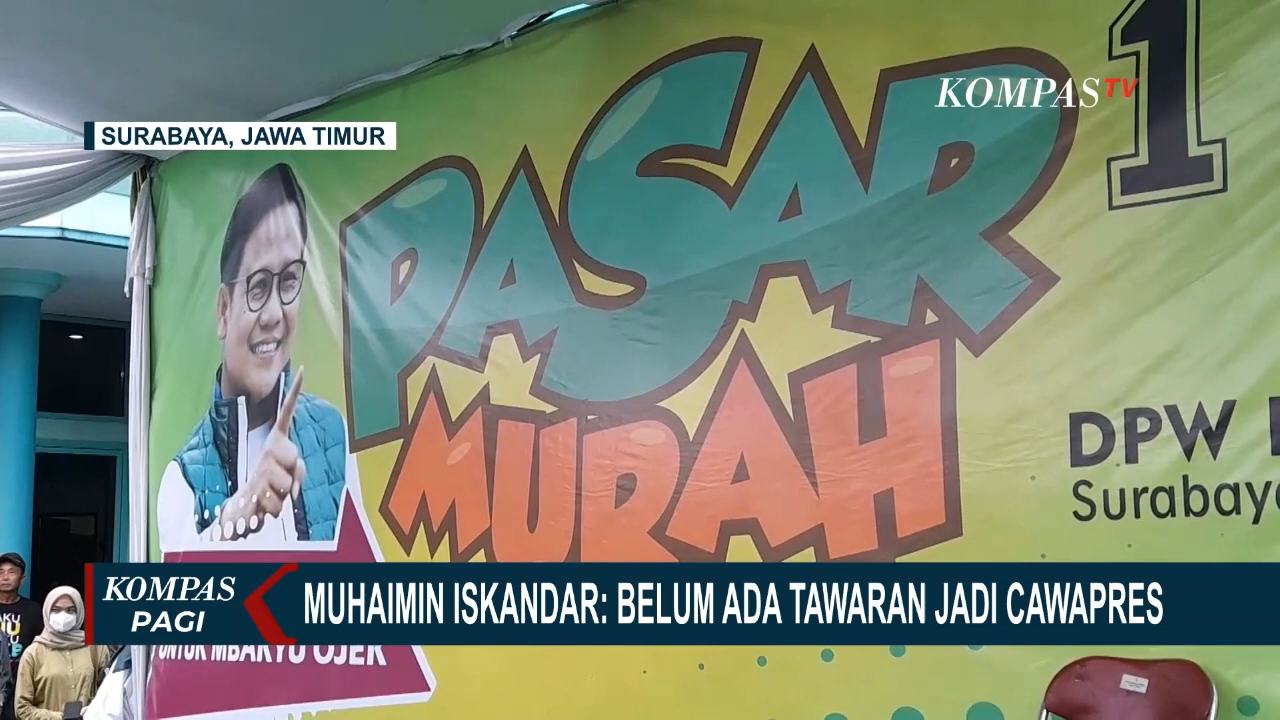 KOMPASTV
1
SURABAYA, JAWA TIMUR
PASAR
MURAH
DPW
Surabaya
KOMPAS
PAGI
MUHAIMIN ISKANDAR: BELUM ADA TAWARAN JADI CAWAPRES
UNTUK MBAKYU OJEK